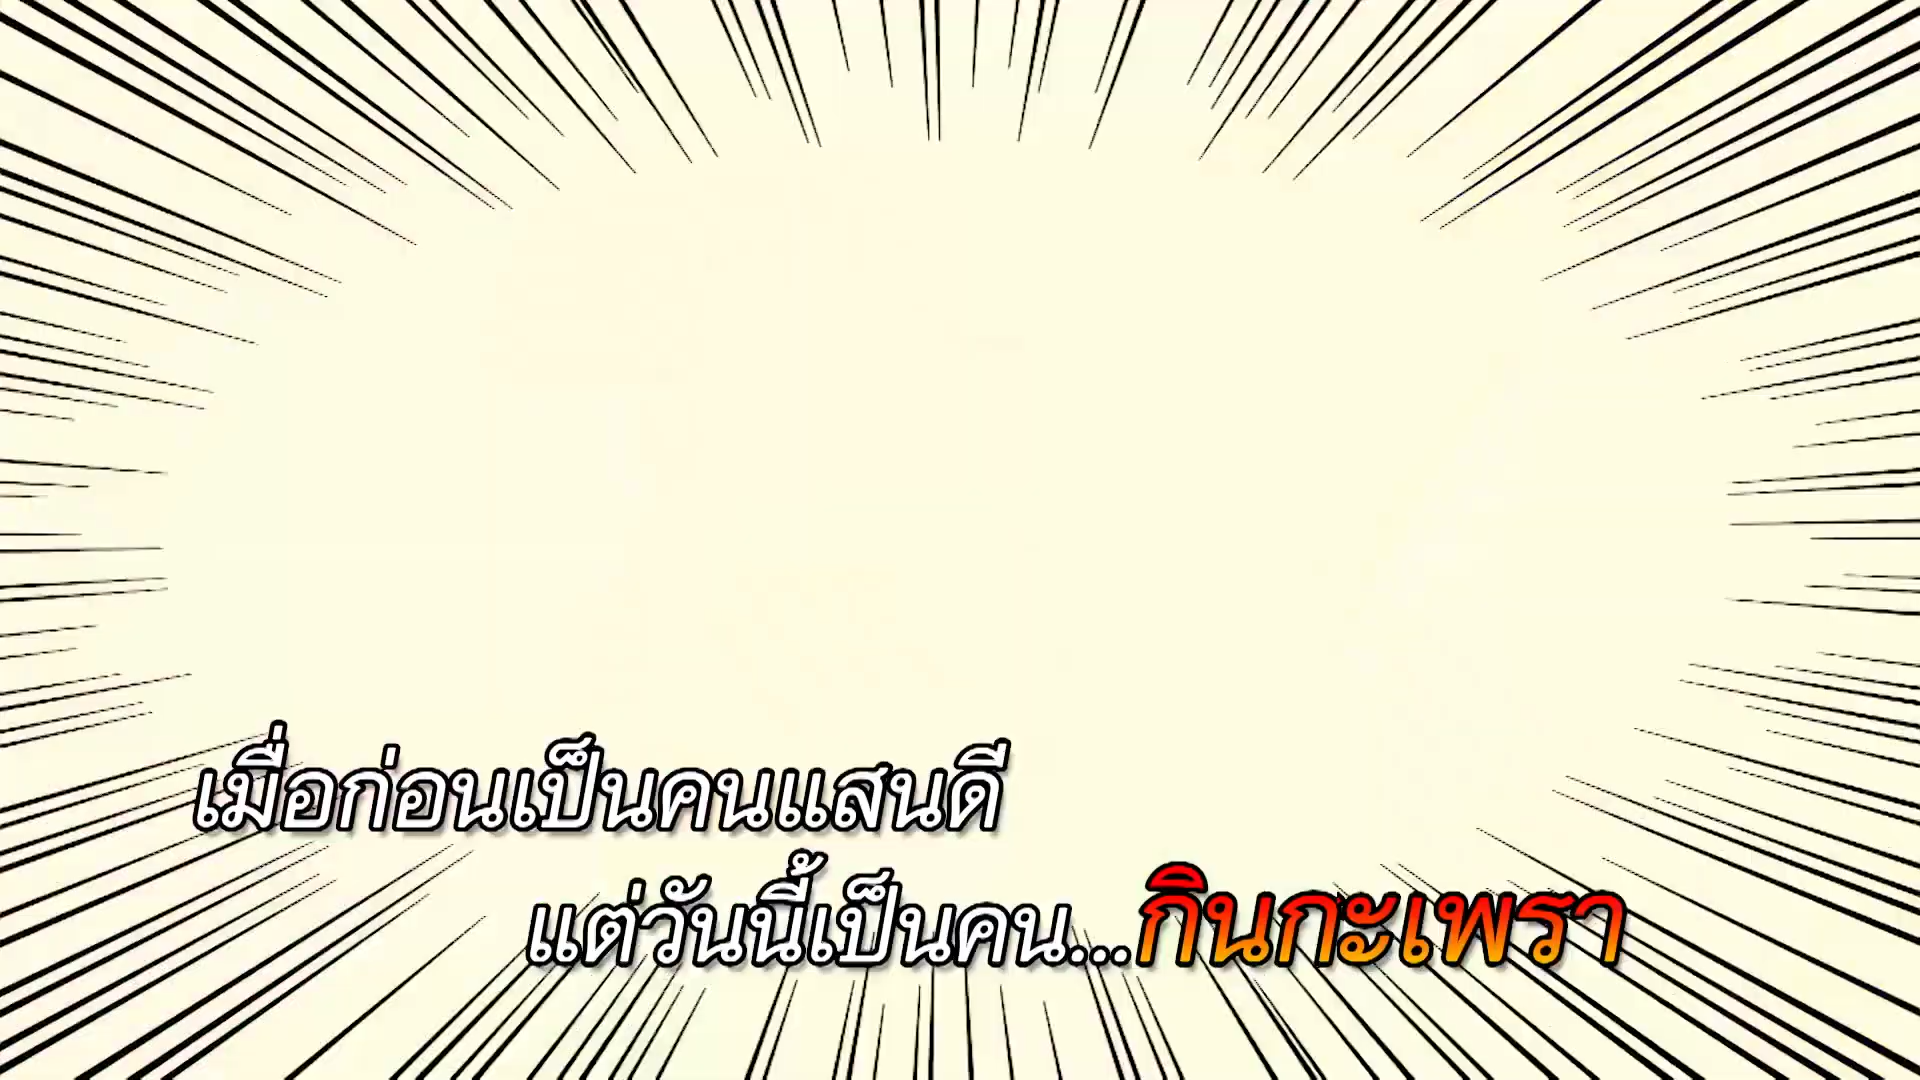 เมื่อก่อนเป็นคนแสนดี
แต่วันนี้เป็นคน...กินกะเพรา